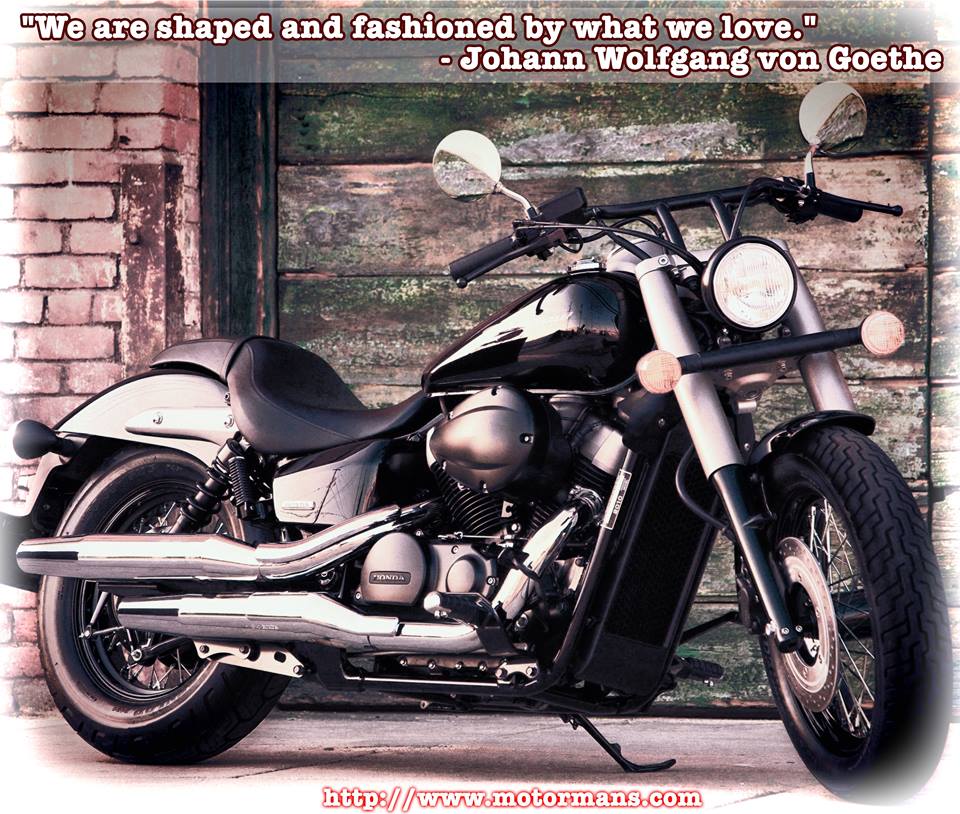 "We are shaped and fashioned by what we love."
- Johann Wolfgang von Goethe
HONDA
http://www.motormans.com